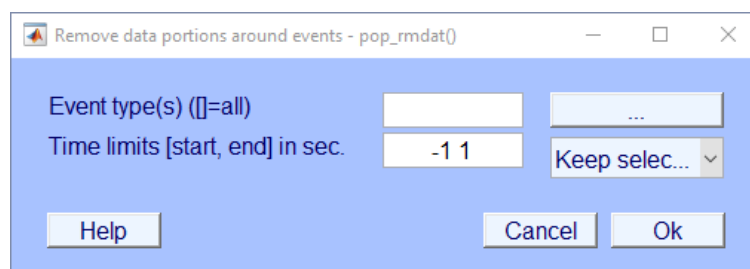 Remove data portions around events - pop_rmdat()
Event type(s) ([]=all)
...
Time limits [start, end] in sec.
-1 1
Keep selec...
Help
Cancel
Ok